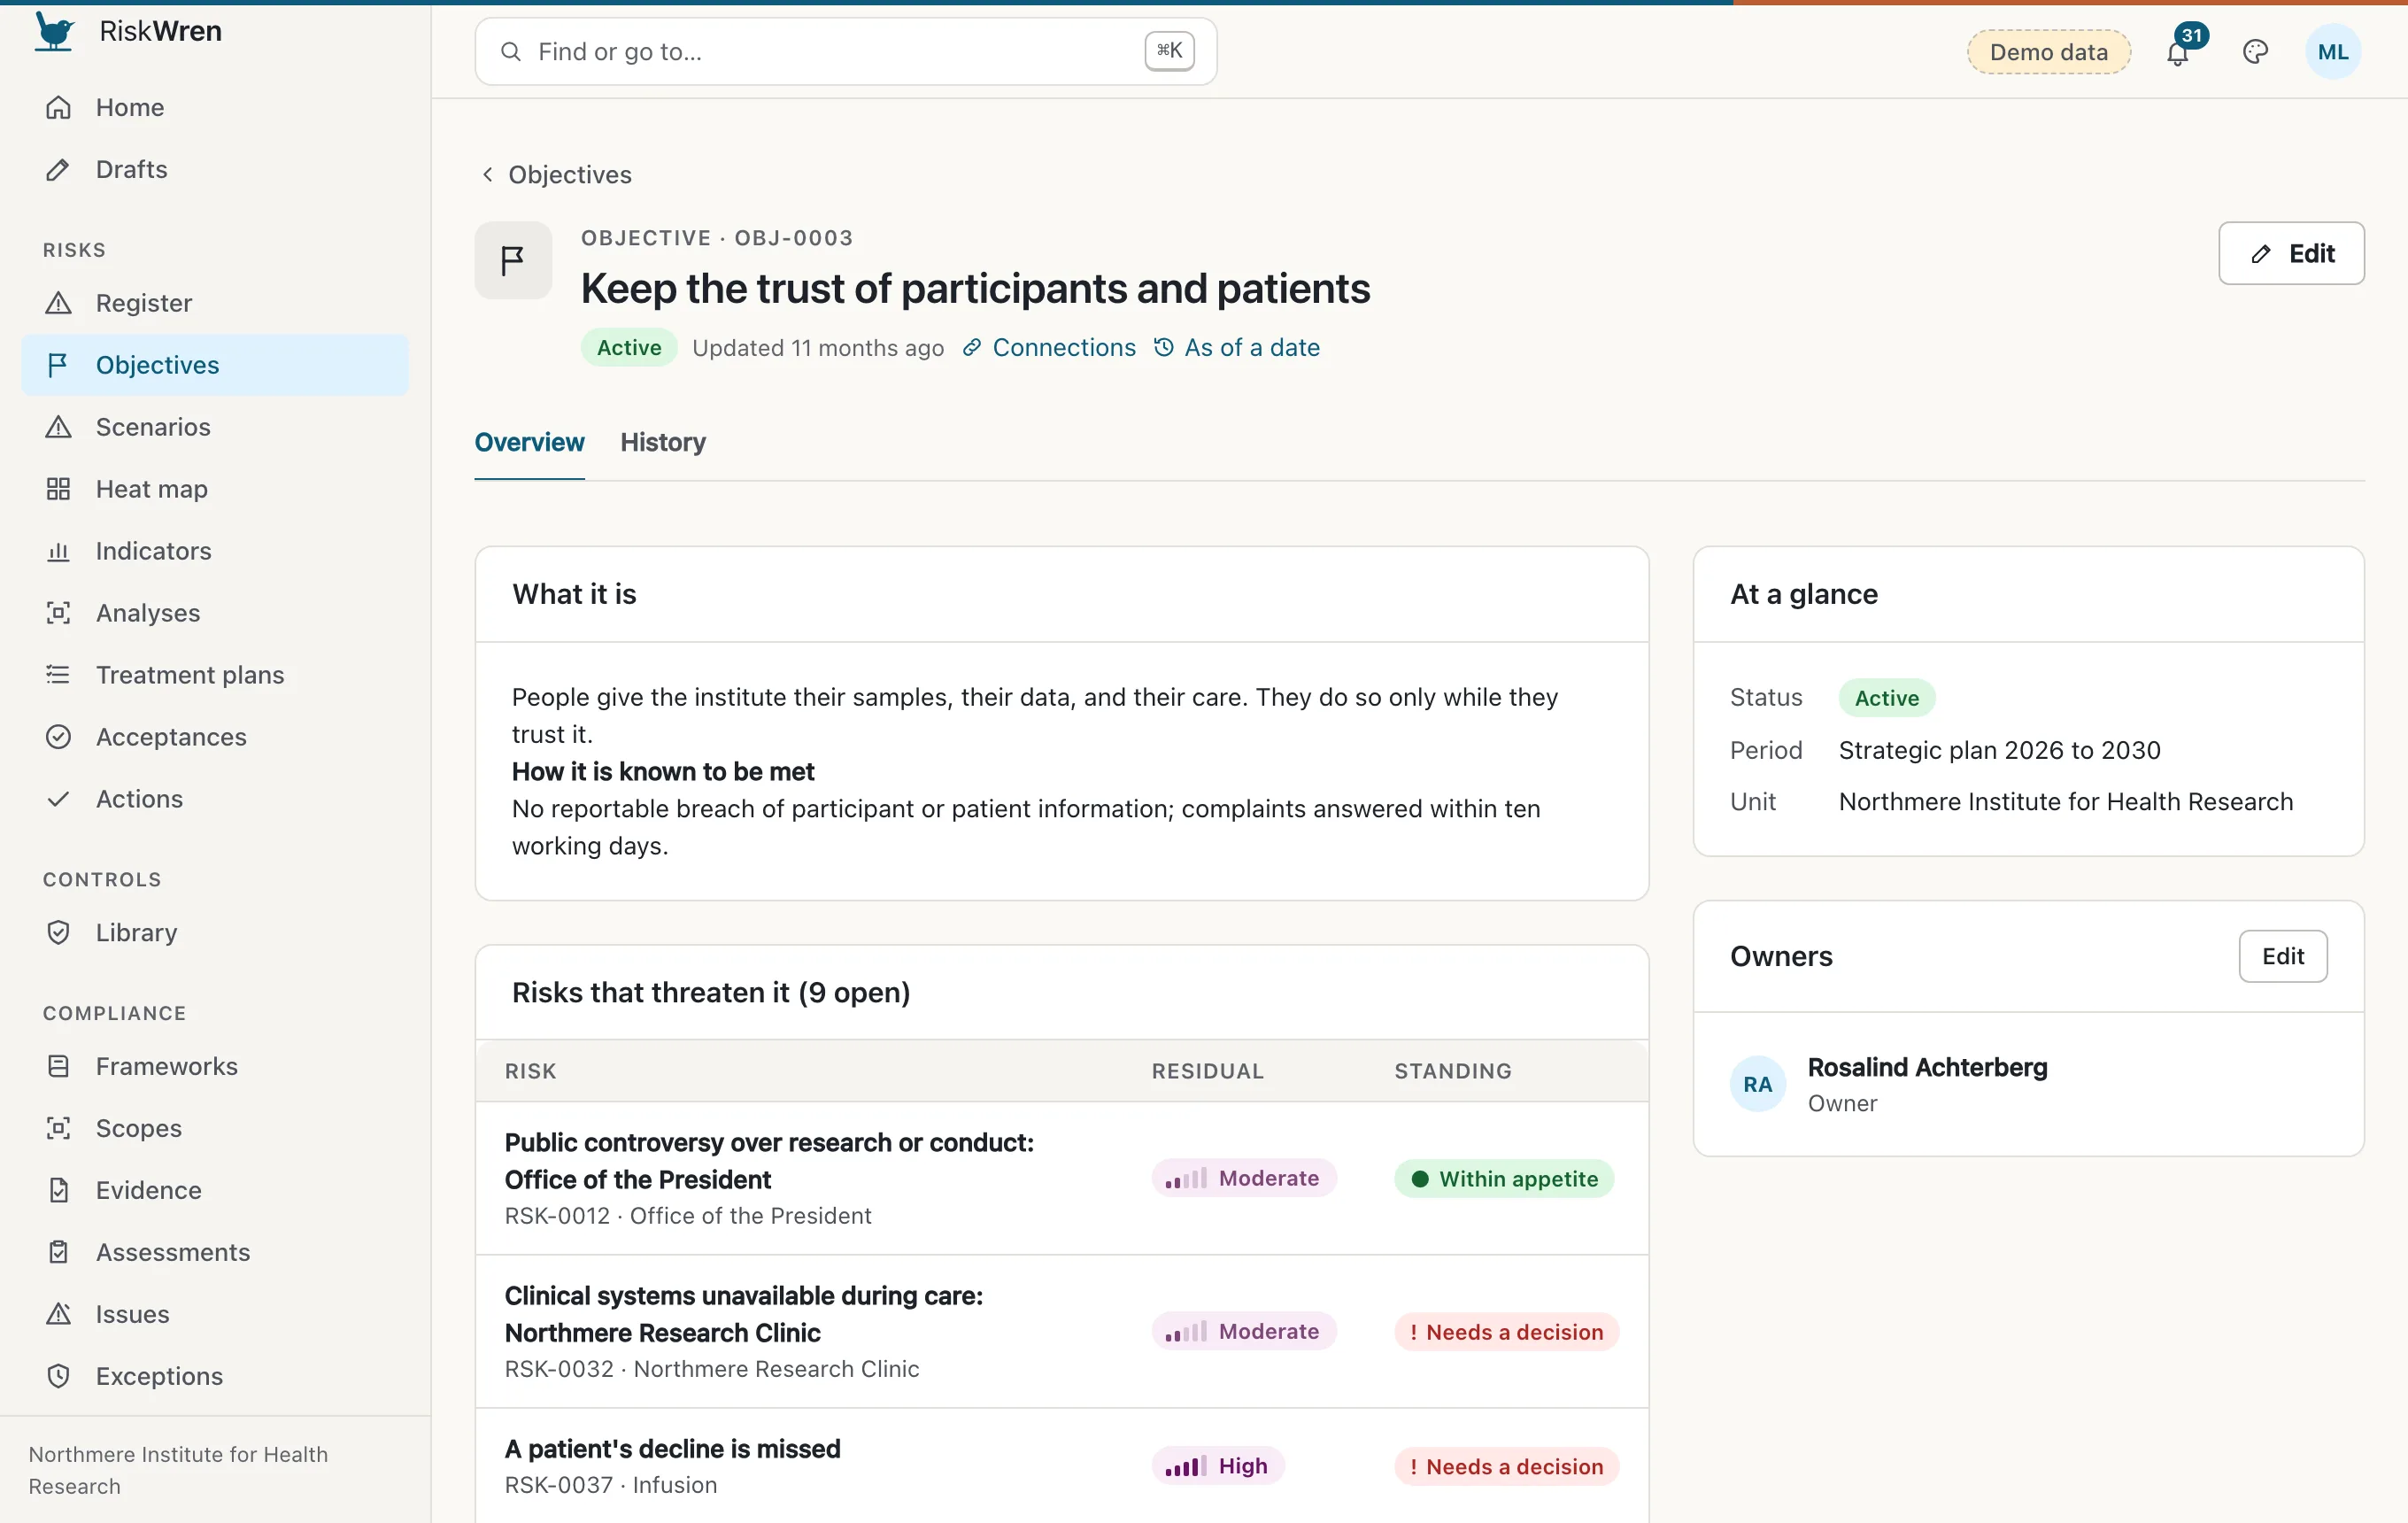 RiskWren
Find or go to...
⌘K
Demo data
31
ML
Home
Drafts
RISKS
Register
Objectives
Scenarios
Heat map
Indicators
Analyses
Treatment plans
Acceptances
Actions
CONTROLS
Library
COMPLIANCE
Frameworks
Scopes
Evidence
Assessments
Issues
Exceptions
Northmere Institute for Health
Research
Objectives
OBJECTIVE · OBJ-0003
Keep the trust of participants and patients
Active Updated 11 months ago Connections As of a date
Edit
Overview History
What it is
People give the institute their samples, their data, and their care. They do so only while they
trust it.
How it is known to be met
No reportable breach of participant or patient information; complaints answered within ten
working days.
Risks that threaten it (9 open)
RISK RESIDUAL STANDING
Public controversy over research or conduct:
Office of the President
RSK-0012 · Office of the President
Moderate
Within appetite
Clinical systems unavailable during care:
Northmere Research Clinic
RSK-0032 · Northmere Research Clinic
Moderate
! Needs a decision
A patient's decline is missed
RSK-0037 · Infusion
High
! Needs a decision
At a glance
Status Active
Period Strategic plan 2026 to 2030
Unit Northmere Institute for Health Research
Owners
Edit
RA
Rosalind Achterberg
Owner